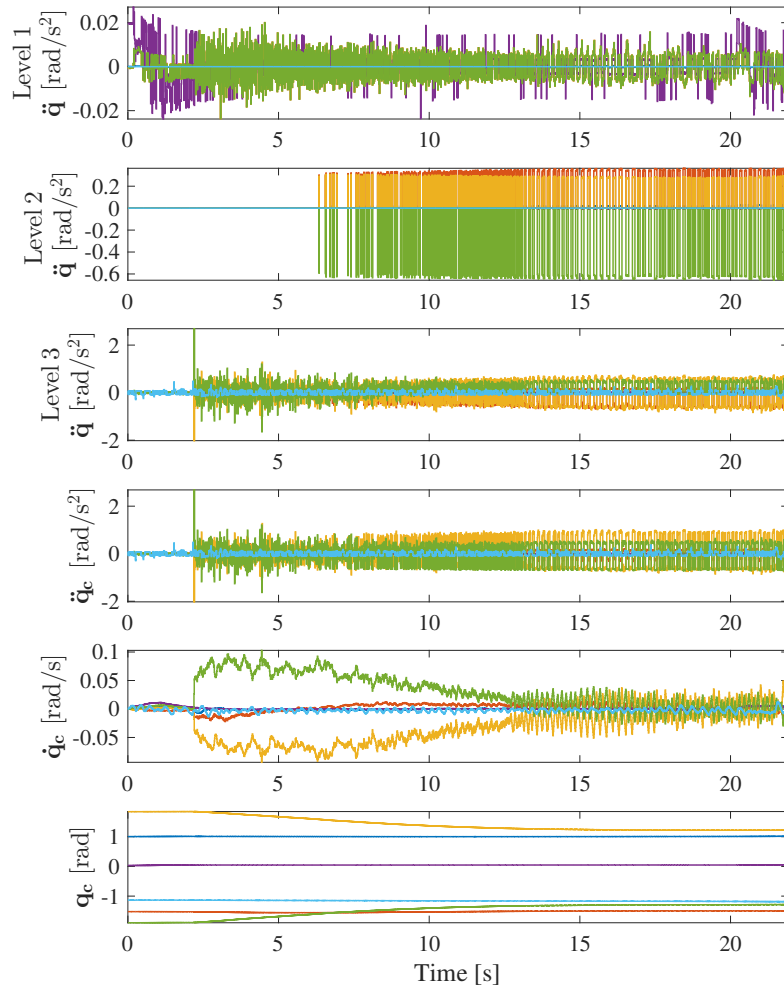 Level 1
q̈ [rad/s²]
0.02
0
-0.02
0 5 10 15 20
Level 2
q̈ [rad/s²]
0.2
0
-0.2
-0.4
-0.6
0 5 10 15 20
Level 3
q̈ [rad/s²]
2
0
-2
0 5 10 15 20
q̈c [rad/s²]
2
0
-2
0 5 10 15 20
q̇c [rad/s]
0.1
0.05
0
-0.05
0 5 10 15 20
qc [rad]
1
0
-1
0 5 10 15 20
Time [s]